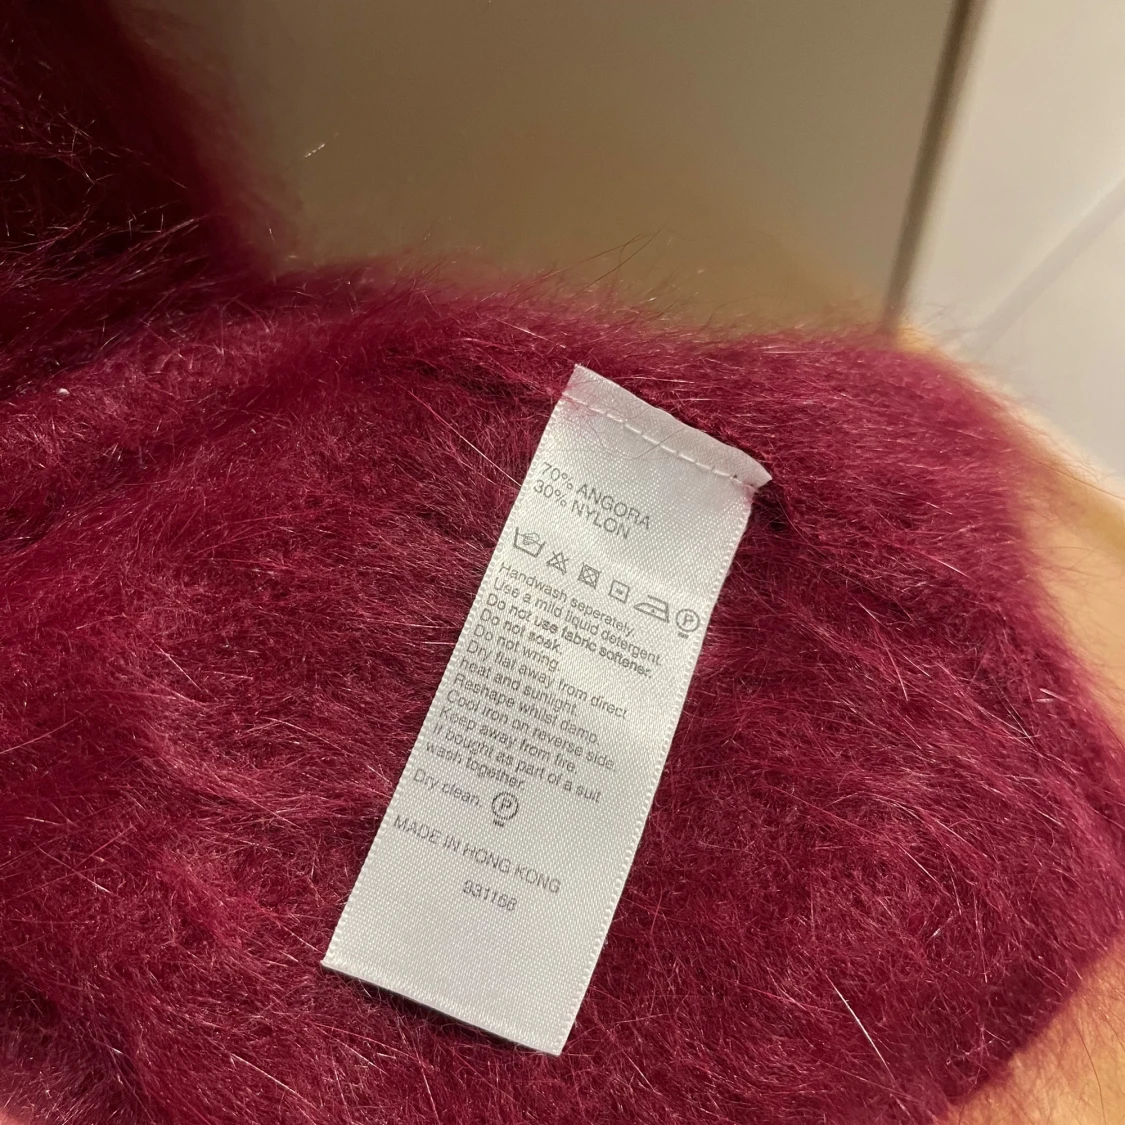 70% ANGORA
30% NYLON
Handwash seperately.
Use a mild liquid detergent.
Do not use fabric softener.
Do not soak.
Do not wring.
Dry flat away from direct
heat and sunlight.
Reshape whilst damp.
Cool iron on reverse side.
Keep away from fire.
If bought as part of a suit
wash together.
Dry clean. P
MADE IN HONG KONG
931166